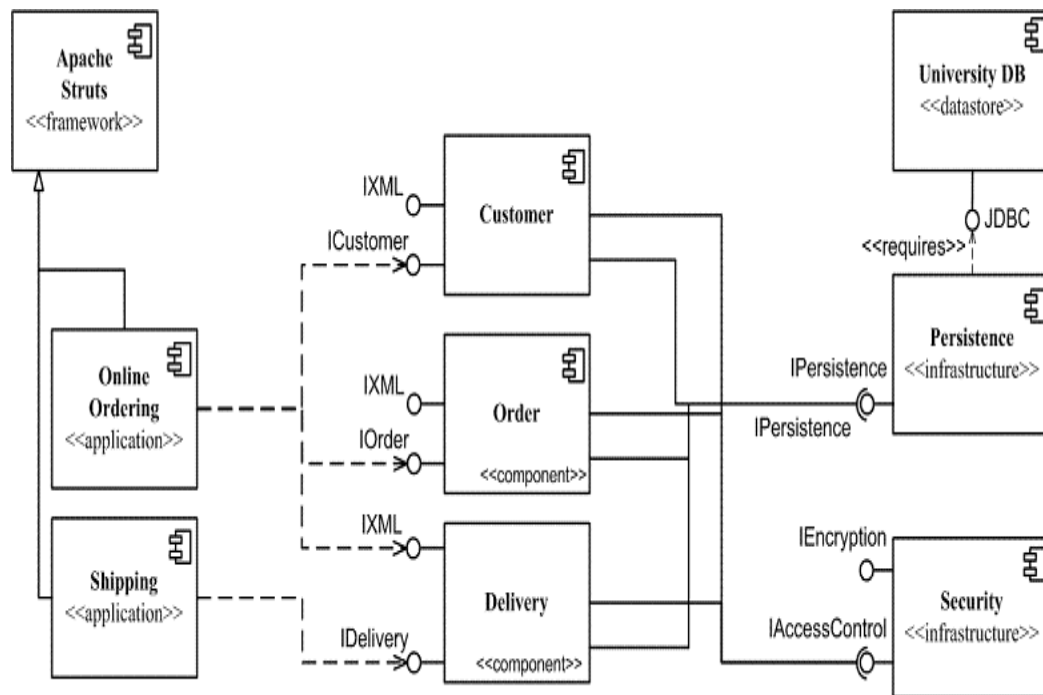 Apache
Struts
<<framework>>
University DB
<<datastore>>
IXML
Customer
ICustomer
JDBC
<<requires>>
Online
Ordering
<<application>>
IXML
Order
IOrder
<<component>>
Persistence
<<infrastructure>>
IPersistence
IPersistence
Shipping
<<application>>
IXML
Delivery
IDelivery
<<component>>
IEncryption
Security
<<infrastructure>>
IAccessControl